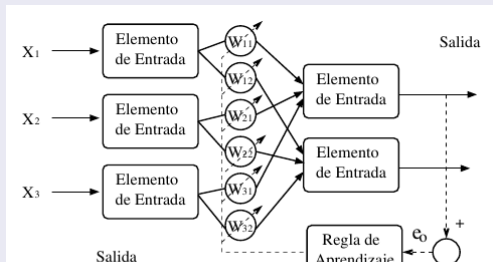 X1
Elemento
de Entrada
W11
Salida
W12
Elemento
de Entrada
X2
Elemento
de Entrada
W21
W22
Elemento
de Entrada
X3
Elemento
de Entrada
W31
W32
+
eo
Regla de
Aprendizaje
Salida